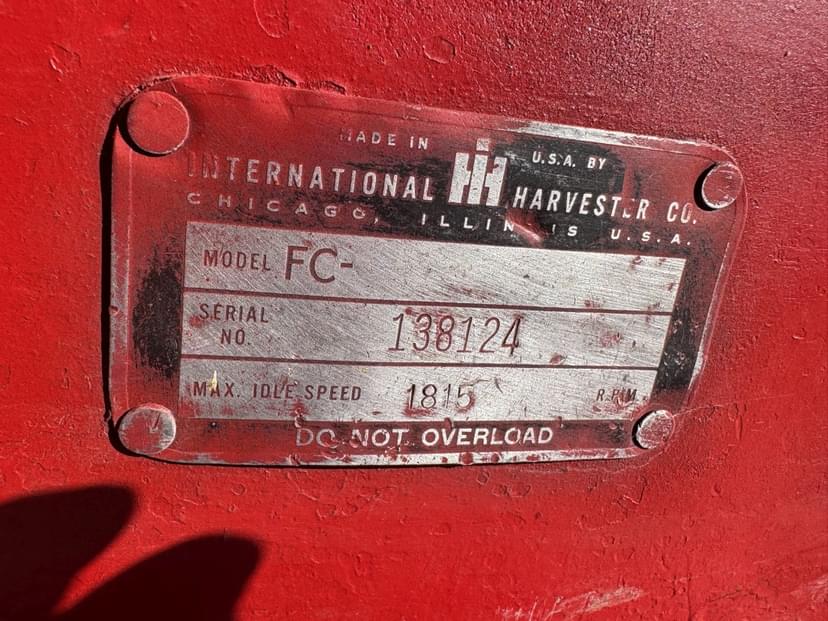 MADE IN IH U.S.A. BY
INTERNATIONAL HARVESTER CO.
CHICAGO, ILLINOIS U.S.A.
MODEL FC-
SERIAL NO. 138124
MAX. IDLE SPEED 1815 R.P.M.
DO NOT OVERLOAD